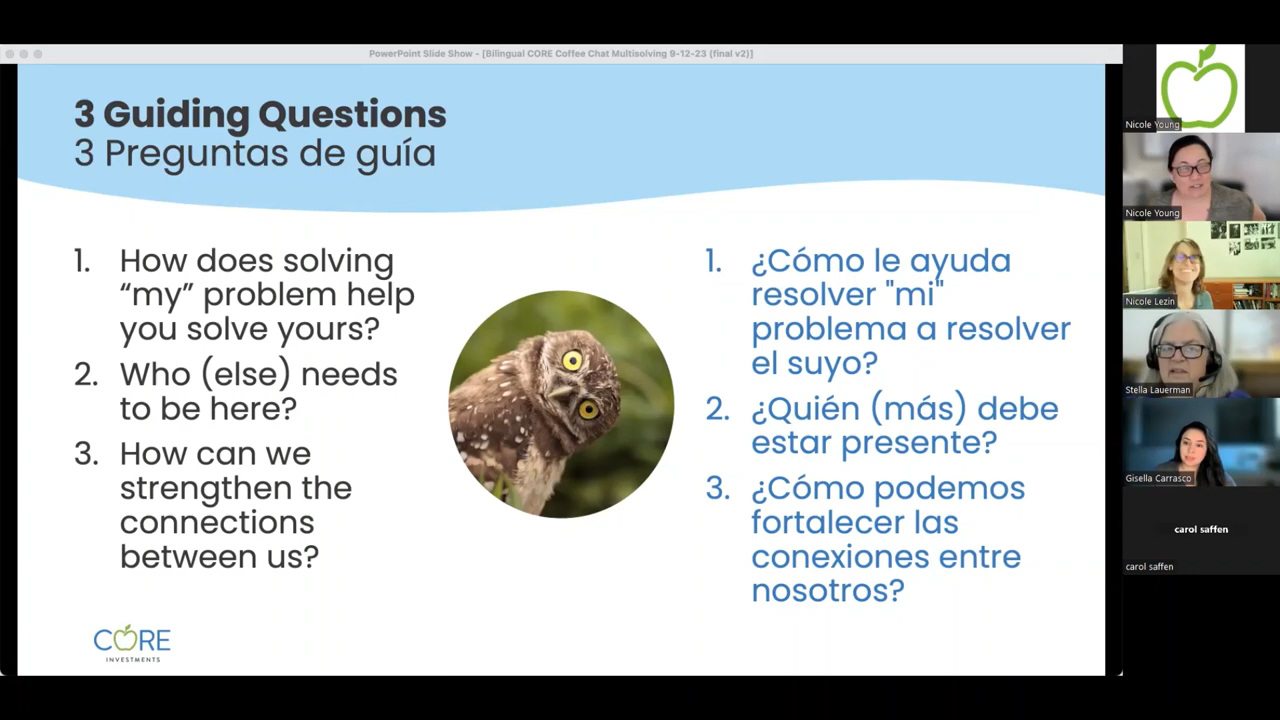 PowerPoint Slide Show - [Bilingual CORE Coffee Chat Multisolving 9-12-23 (final v2)]
3 Guiding Questions
3 Preguntas de guía
1. How does solving
“my” problem help
you solve yours?
2. Who (else) needs
to be here?
3. How can we
strengthen the
connections
between us?
1. ¿Cómo le ayuda
resolver "mi"
problema a resolver
el suyo?
2. ¿Quién (más) debe
estar presente?
3. ¿Cómo podemos
fortalecer las
conexiones entre
nosotros?
CORE
INVESTMENTS
Nicole Young
Nicole Young
Nicole Lezin
Stella Lauerman
Gisella Carrasco
carol saffen
carol saffen